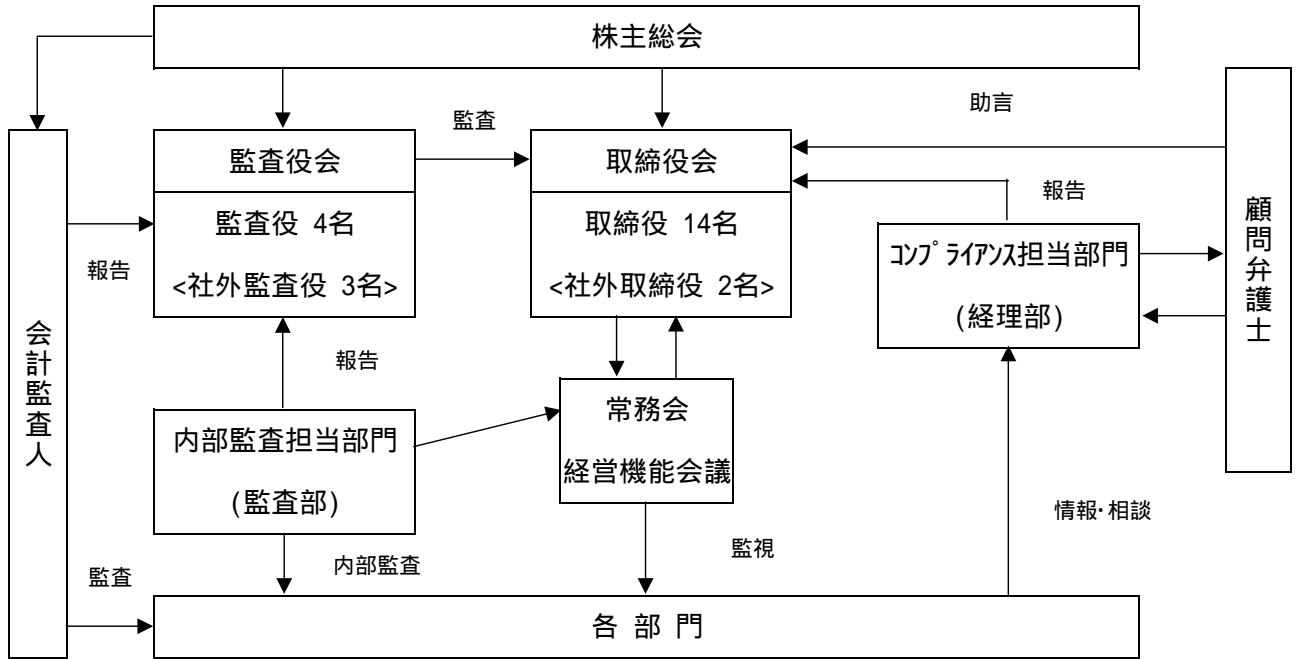 株主総会
助言
監査
監査役会
取締役会
報告
監査役 4名
<社外監査役 3名>
取締役 14名
<社外取締役 2名>
コンプライアンス担当部門
(経理部)
顧問弁護士
報告
会計監査人
報告
内部監査担当部門
(監査部)
常務会
経営機能会議
情報・相談
監視
内部監査
監査
各 部 門